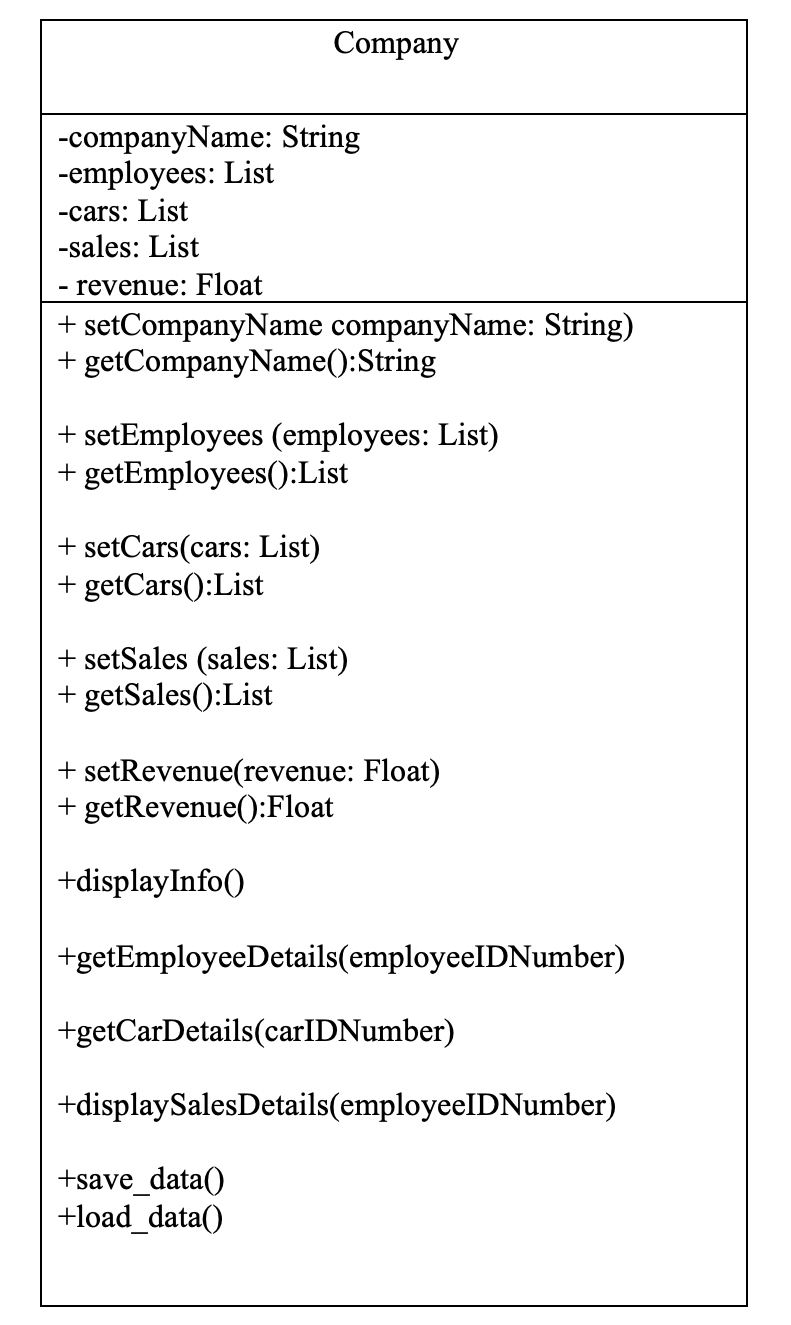 Company
-companyName: String
-employees: List
-cars: List
-sales: List
- revenue: Float
+ setCompanyName companyName: String)
+ getCompanyName():String
+ setEmployees (employees: List)
+ getEmployees():List
+ setCars(cars: List)
+ getCars():List
+ setSales (sales: List)
+ getSales():List
+ setRevenue(revenue: Float)
+ getRevenue():Float
+displayInfo()
+getEmployeeDetails(employeeIDNumber)
+getCarDetails(carIDNumber)
+displaySalesDetails(employeeIDNumber)
+save_data()
+load_data()